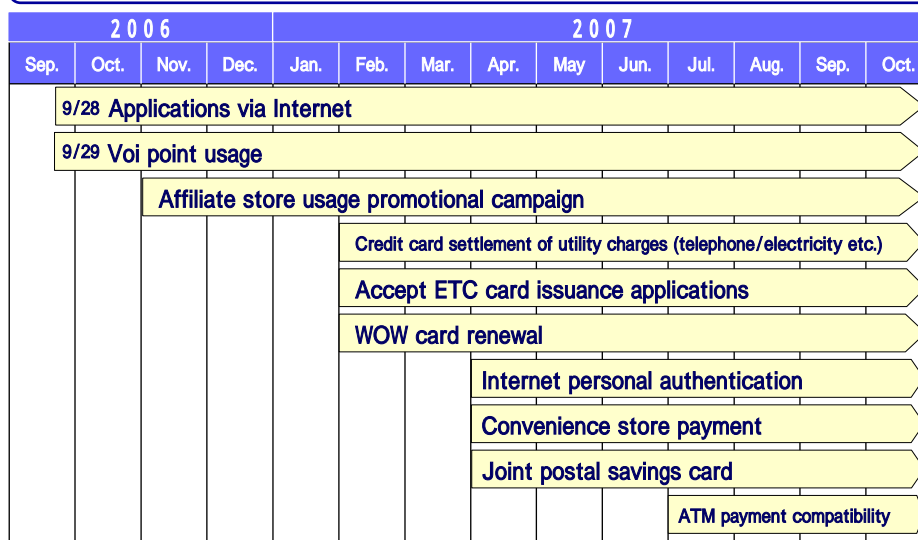 2006 2007
Sep. Oct. Nov. Dec. Jan. Feb. Mar. Apr. May Jun. Jul. Aug. Sep. Oct.
9/28 Applications via Internet
9/29 Voi point usage
Affiliate store usage promotional campaign
Credit card settlement of utility charges (telephone/electricity etc.)
Accept ETC card issuance applications
WOW card renewal
Internet personal authentication
Convenience store payment
Joint postal savings card
ATM payment compatibility